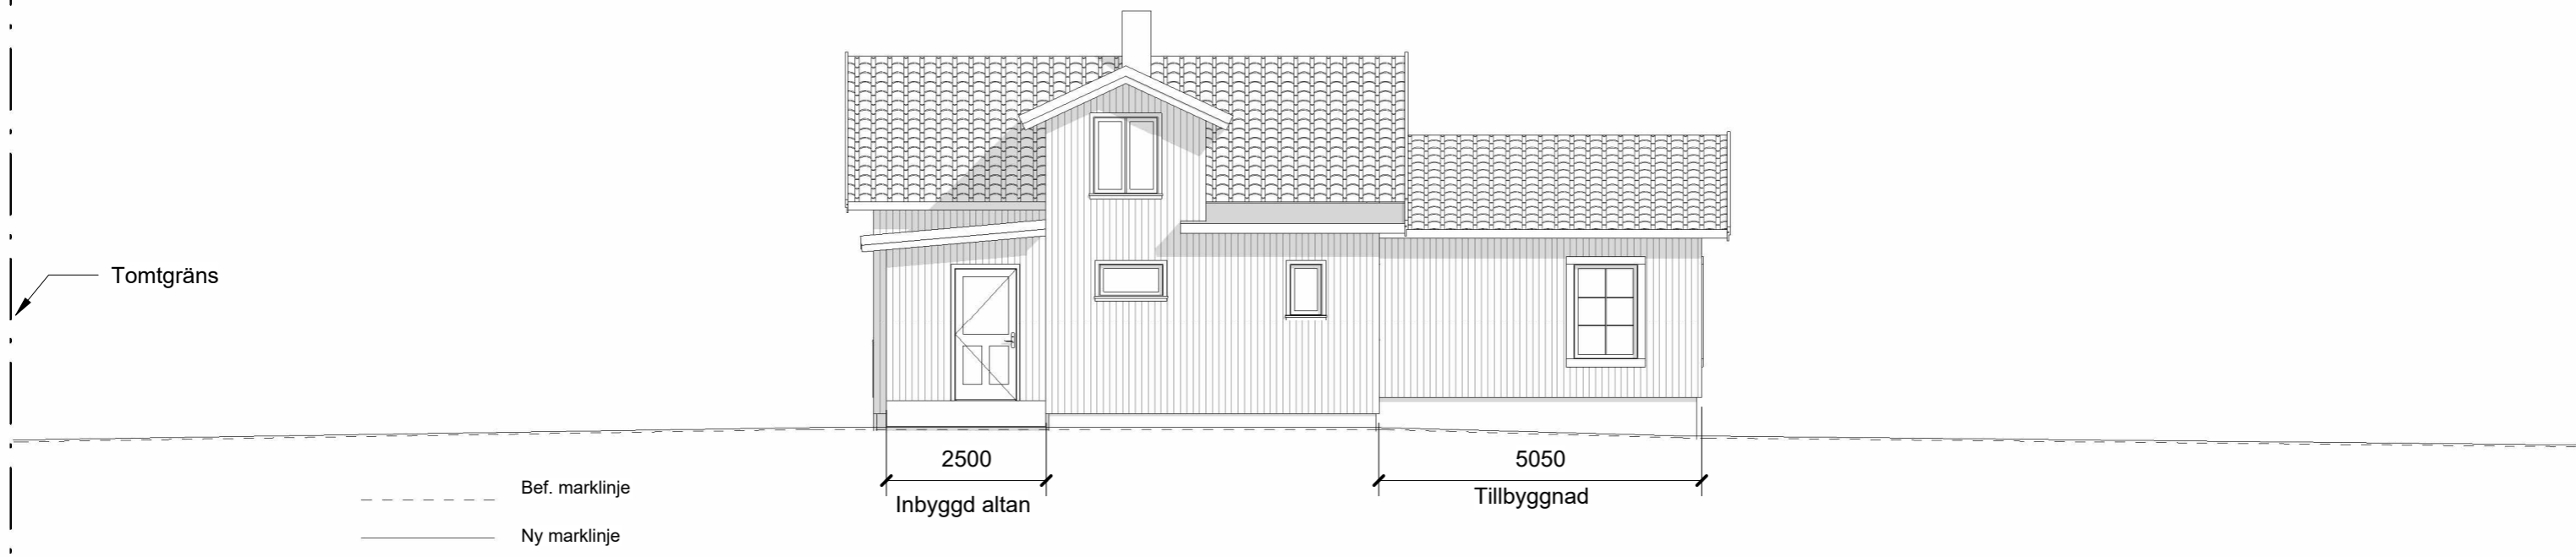 Tomtgräns
2500
5050
Inbyggd altan
Tillbyggnad
Bef. marklinje
Ny marklinje